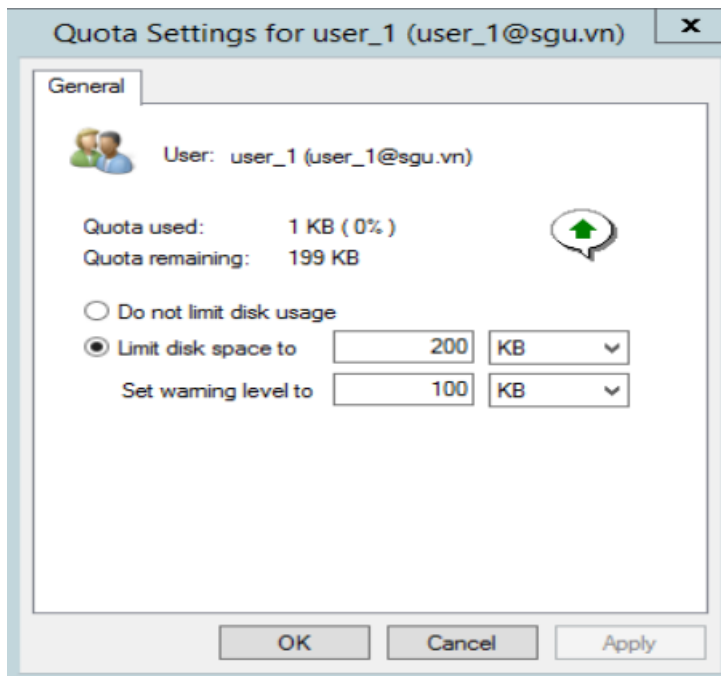 Quota Settings for user_1 (user_1@sgu.vn) x
General
User: user_1 (user_1@sgu.vn)
Quota used: 1 KB ( 0% )
Quota remaining: 199 KB
Do not limit disk usage
Limit disk space to 200 KB
Set warning level to 100 KB
OK Cancel Apply